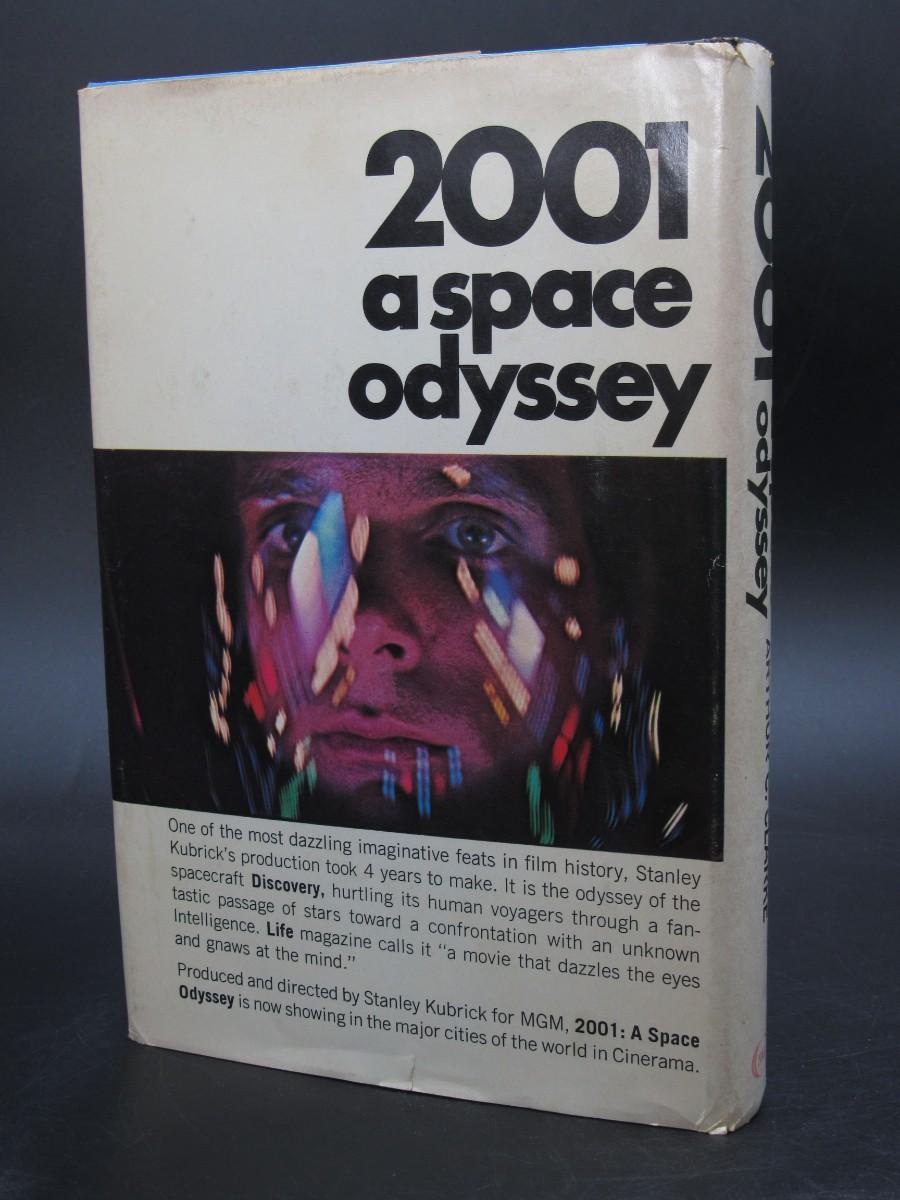 2001
a space
odyssey
One of the most dazzling imaginative feats in film history, Stanley
Kubrick's production took 4 years to make. It is the odyssey of the
spacecraft Discovery, hurtling its human voyagers through a fan-
tastic passage of stars toward a confrontation with an unknown
Intelligence. Life magazine calls it "a movie that dazzles the eyes
and gnaws at the mind."
Produced and directed by Stanley Kubrick for MGM, 2001: A Space
Odyssey is now showing in the major cities of the world in Cinerama.
2001 odyssey ARTHUR C. CLARKE